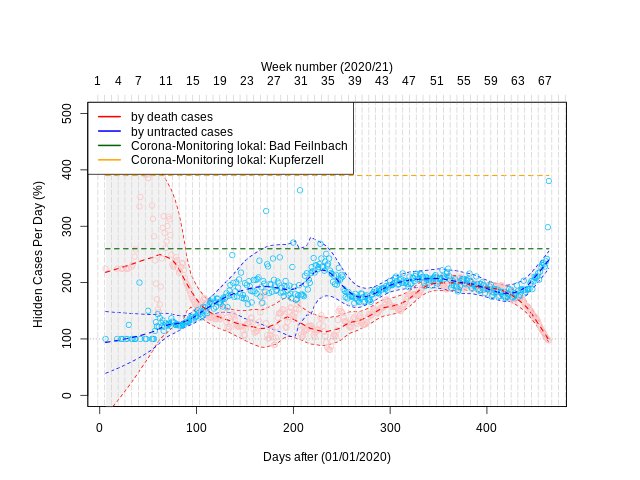 Week number (2020/21)
1 4 7 11 15 19 23 27 31 35 39 43 47 51 55 59 63 67
by death cases
by untracted cases
Corona-Monitoring lokal: Bad Feilnbach
Corona-Monitoring lokal: Kupferzell
Hidden Cases Per Day (%)
500
400
300
200
100
0
0 100 200 300 400
Days after (01/01/2020)